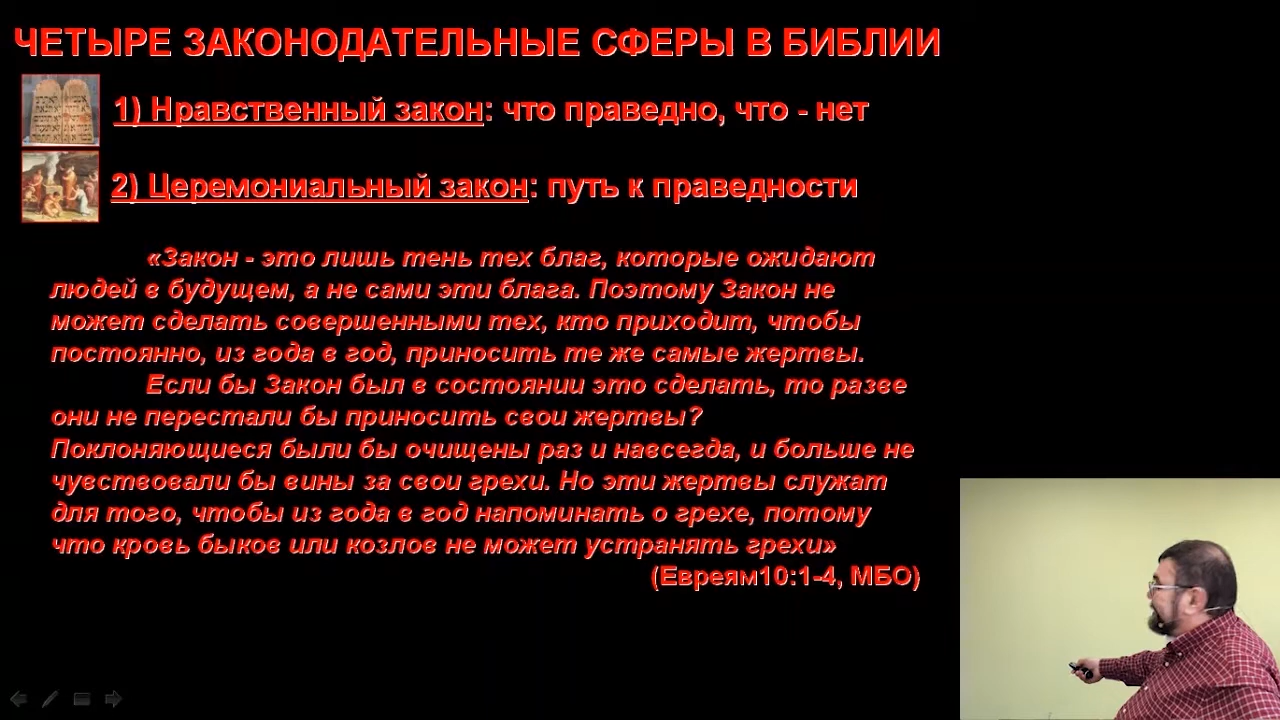 ЧЕТЫРЕ ЗАКОНОДАТЕЛЬНЫЕ СФЕРЫ В БИБЛИИ
1) Нравственный закон: что праведно, что - нет
2) Церемониальный закон: путь к праведности
«Закон - это лишь тень тех благ, которые ожидают
людей в будущем, а не сами эти блага. Поэтому Закон не
может сделать совершенными тех, кто приходит, чтобы
постоянно, из года в год, приносить те же самые жертвы.
Если бы Закон был в состоянии это сделать, то разве
они не перестали бы приносить свои жертвы?
Поклоняющиеся были бы очищены раз и навсегда, и больше не
чувствовали бы вины за свои грехи. Но эти жертвы служат
для того, чтобы из года в год напоминать о грехе, потому
что кровь быков или козлов не может устранять грехи»
(Евреям10:1-4, МБО)